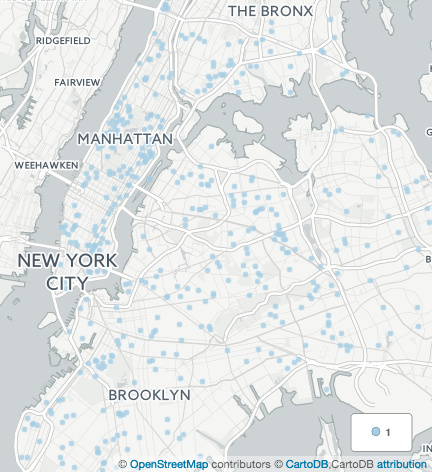 THE BRONX
RIDGEFIELD
FAIRVIEW
MANHATTAN
WEEHAWKEN
NEW YORK
CITY
BROOKLYN
1
© OpenStreetMap contributors © CartoDB, CartoDB attribution